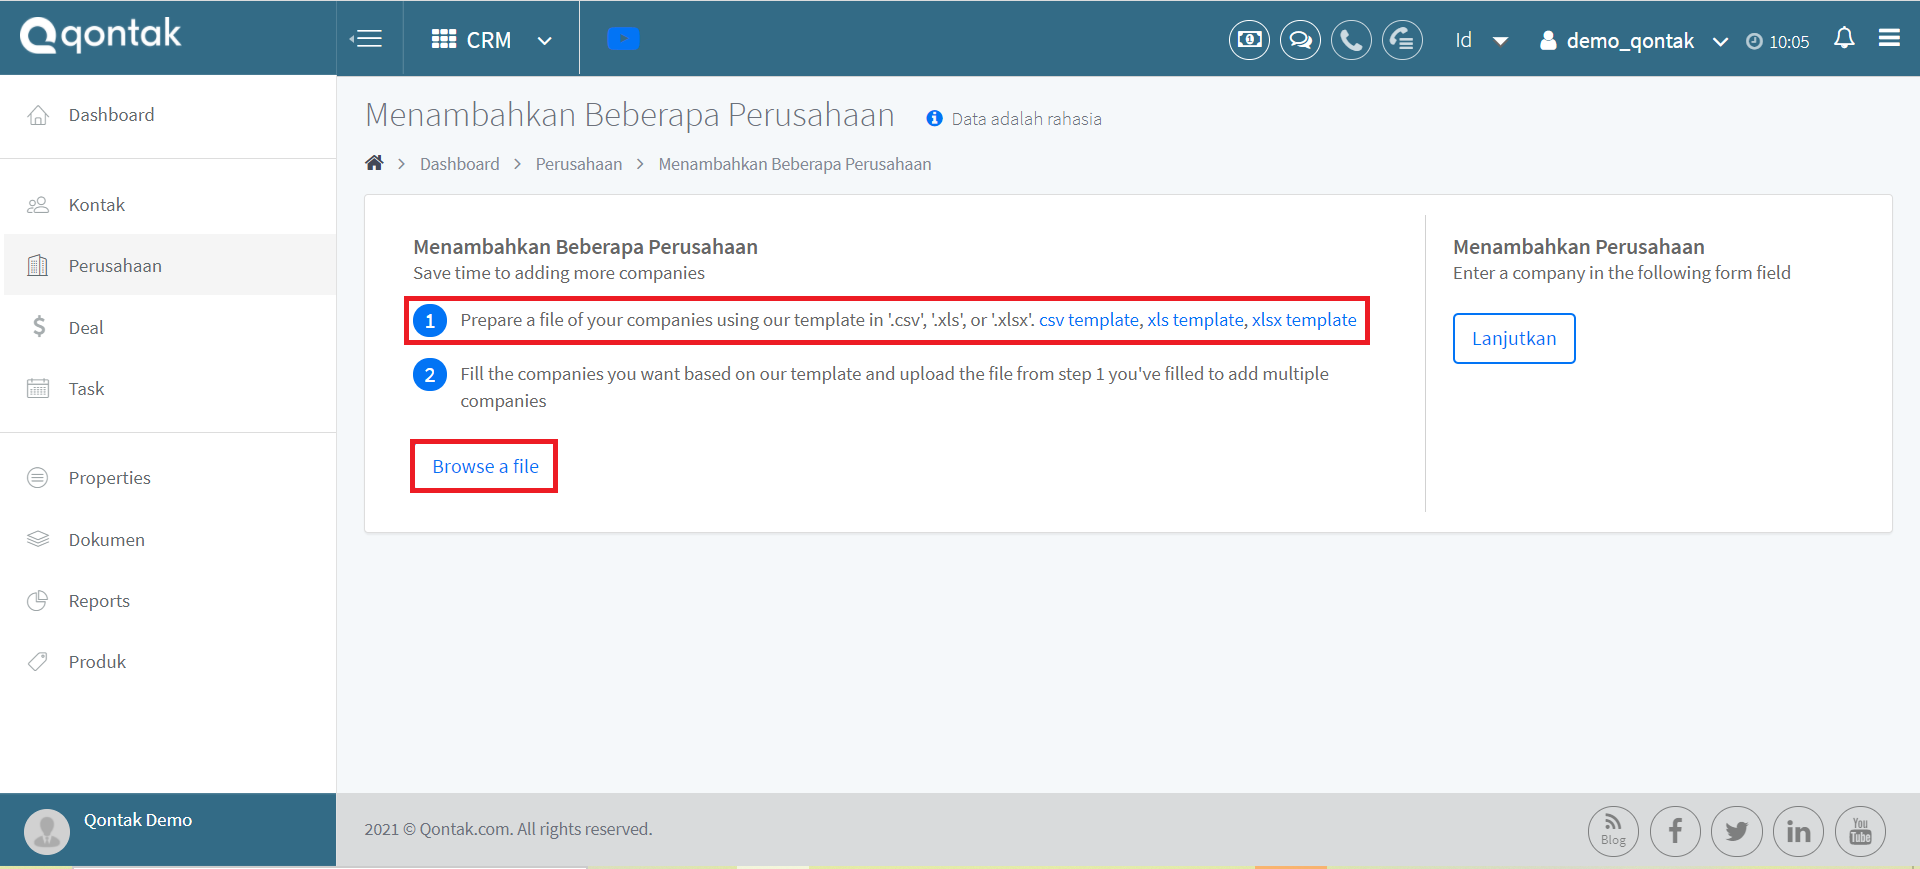 qontak
CRM
Id
demo_qontak
10:05
Dashboard
Kontak
Perusahaan
Deal
Task
Properties
Dokumen
Reports
Produk
Qontak Demo
Menambahkan Beberapa Perusahaan
Data adalah rahasia
Dashboard > Perusahaan > Menambahkan Beberapa Perusahaan
Menambahkan Beberapa Perusahaan
Save time to adding more companies
1 Prepare a file of your companies using our template in '.csv', '.xls', or '.xlsx'. csv template, xls template, xlsx template
2 Fill the companies you want based on our template and upload the file from step 1 you've filled to add multiple
companies
Browse a file
Menambahkan Perusahaan
Enter a company in the following form field
Lanjutkan
2021 © Qontak.com. All rights reserved.
Blog
You
Tube